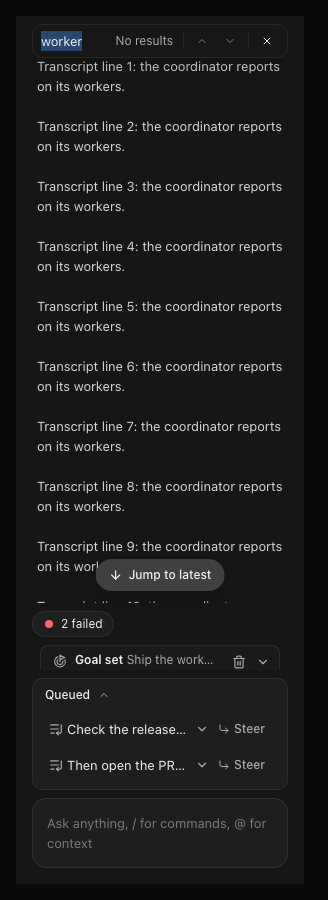 worker No results
Transcript line 1: the coordinator reports
on its workers.
Transcript line 2: the coordinator reports
on its workers.
Transcript line 3: the coordinator reports
on its workers.
Transcript line 4: the coordinator reports
on its workers.
Transcript line 5: the coordinator reports
on its workers.
Transcript line 6: the coordinator reports
on its workers.
Transcript line 7: the coordinator reports
on its workers.
Transcript line 8: the coordinator reports
on its workers.
Transcript line 9: the coordinator reports
on its
Jump to latest
2 failed
Goal set Ship the work...
Queued
Check the release... Steer
Then open the PR... Steer
Ask anything, / for commands, @ for
context